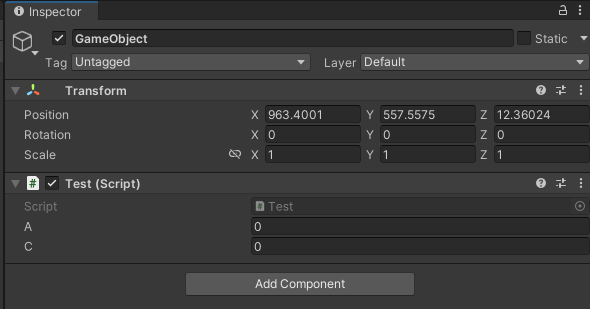 Inspector
GameObject Static
Tag Untagged Layer Default
Transform
Position X 963.4001 Y 557.5575 Z 12.36024
Rotation X 0 Y 0 Z 0
Scale X 1 Y 1 Z 1
# Test (Script)
Script # Test
A 0
C 0
Add Component